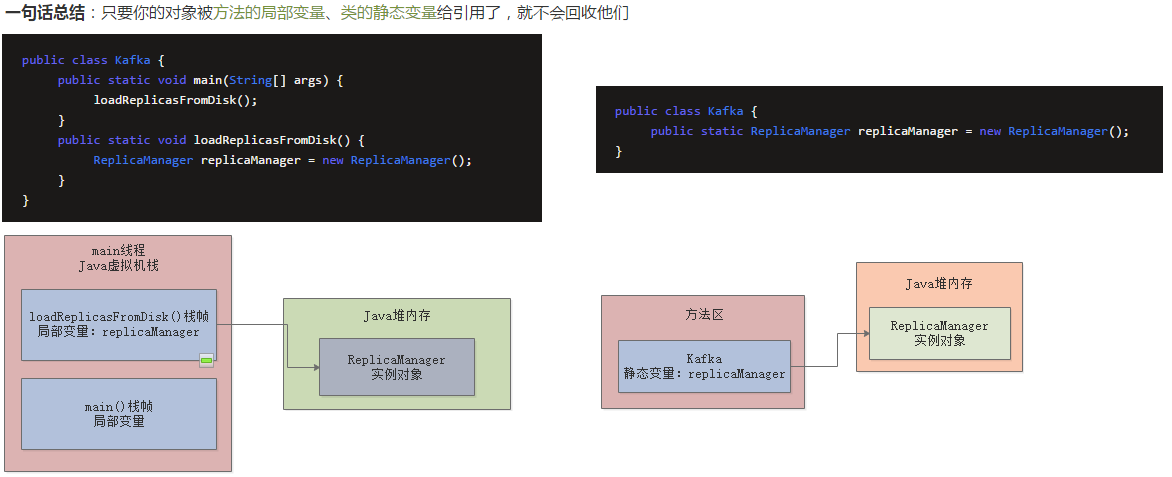 一句话总结：只要你的对象被方法的局部变量、类的静态变量给引用了，就不会回收他们
public class Kafka {
public static void main(String[] args) {
loadReplicasFromDisk();
}
public static void loadReplicasFromDisk() {
ReplicaManager replicaManager = new ReplicaManager();
}
}
public class Kafka {
public static ReplicaManager replicaManager = new ReplicaManager();
}
main线程
Java虚拟机栈
loadReplicasFromDisk()栈帧
局部变量：replicaManager
main()栈帧
局部变量
Java堆内存
ReplicaManager
实例对象
方法区
Kafka
静态变量：replicaManager
Java堆内存
ReplicaManager
实例对象